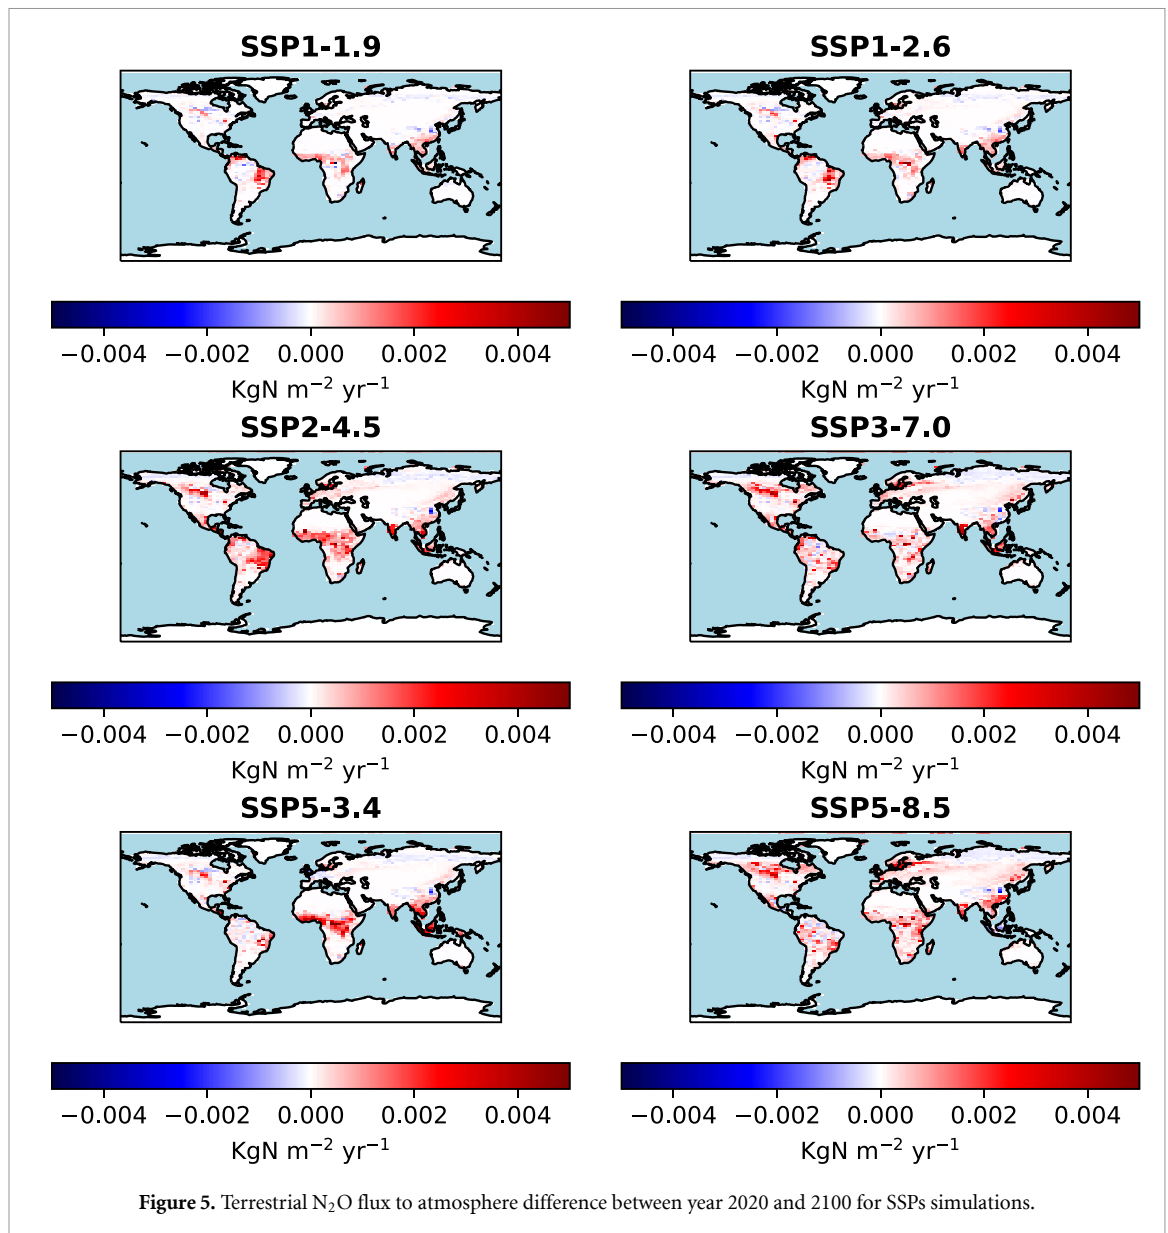 SSP1-1.9 SSP1-2.6
−0.004 −0.002 0.000 0.002 0.004 −0.004 −0.002 0.000 0.002 0.004
KgN m⁻² yr⁻¹ KgN m⁻² yr⁻¹
SSP2-4.5 SSP3-7.0
−0.004 −0.002 0.000 0.002 0.004 −0.004 −0.002 0.000 0.002 0.004
KgN m⁻² yr⁻¹ KgN m⁻² yr⁻¹
SSP5-3.4 SSP5-8.5
−0.004 −0.002 0.000 0.002 0.004 −0.004 −0.002 0.000 0.002 0.004
KgN m⁻² yr⁻¹ KgN m⁻² yr⁻¹
Figure 5. Terrestrial N₂O flux to atmosphere difference between year 2020 and 2100 for SSPs simulations.